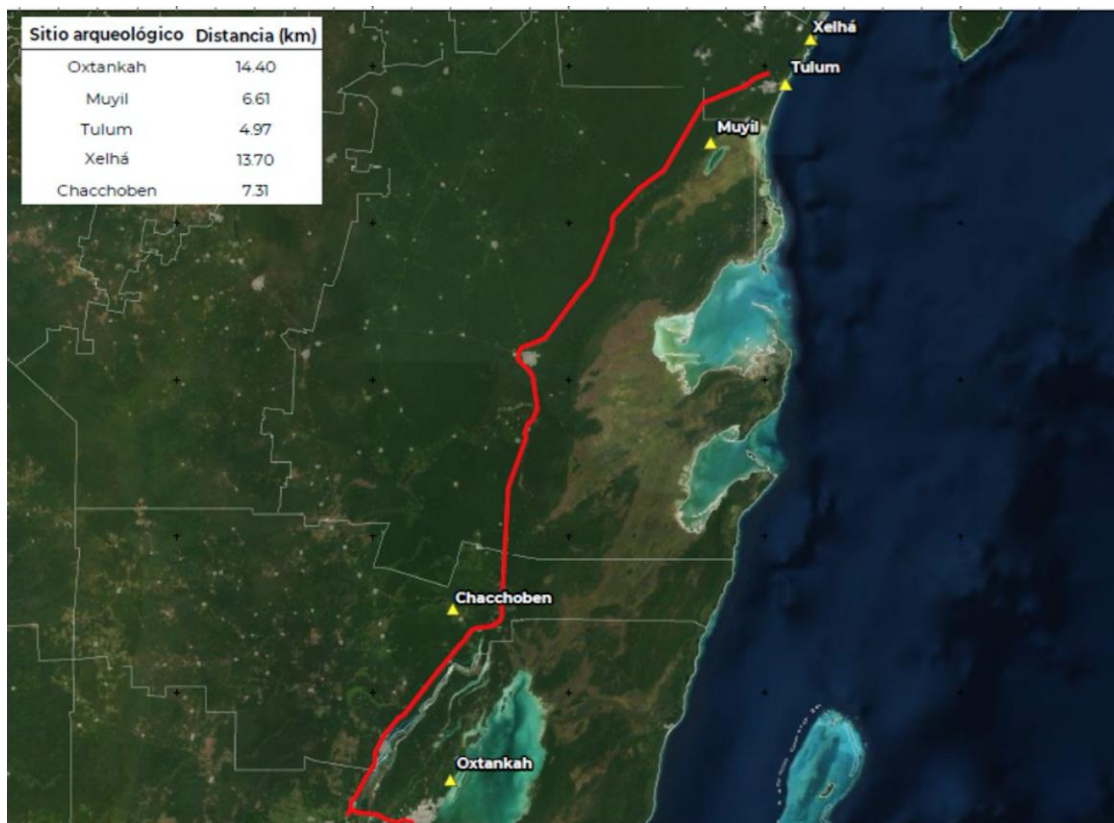 Sitio arqueológico Distancia (km)
Oxtankah 14.40
Muyil 6.61
Tulum 4.97
Xelhá 13.70
Chacchoben 7.31
Xelhá
Tulum
Muyil
Chacchoben
Oxtankah